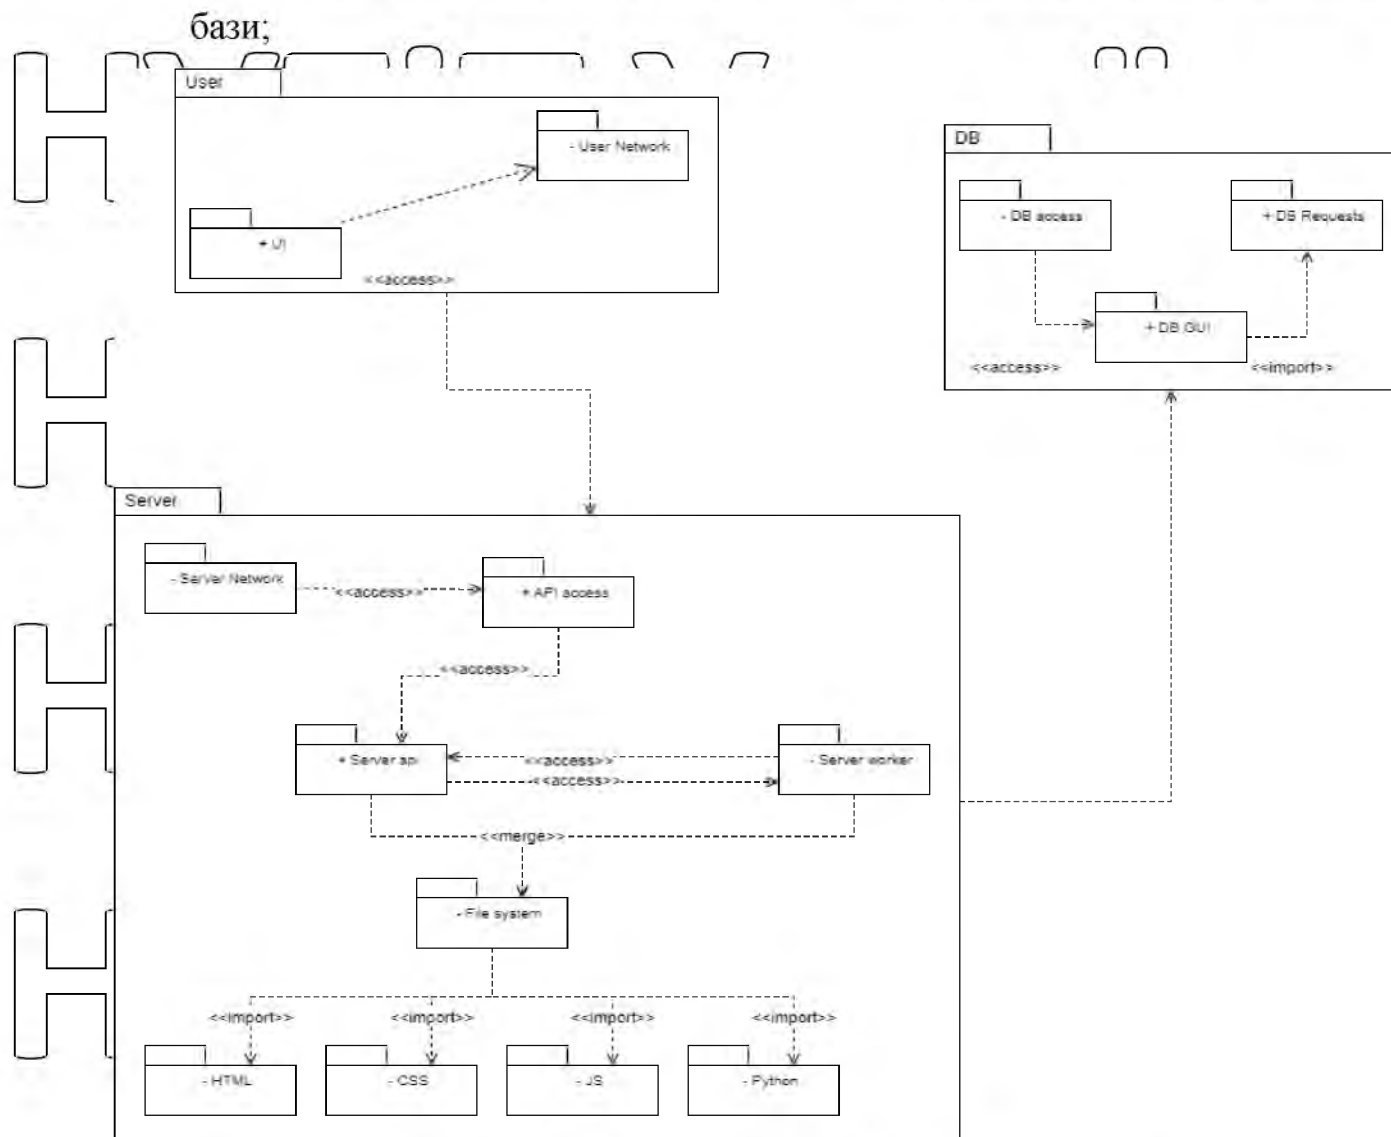 бази;
User
- User Network
+ UI
<<access>>
DB
- DB access
+ DB Requests
+ DB GUI
<<access>>
<<import>>
Server
- Server Network
<<access>>
+ API access
<<access>>
+ Server api
<<access>>
<<access>>
- Server worker
<<merge>>
- File system
<<import>>
<<import>>
<<import>>
<<import>>
- HTML
- CSS
- JS
- Python